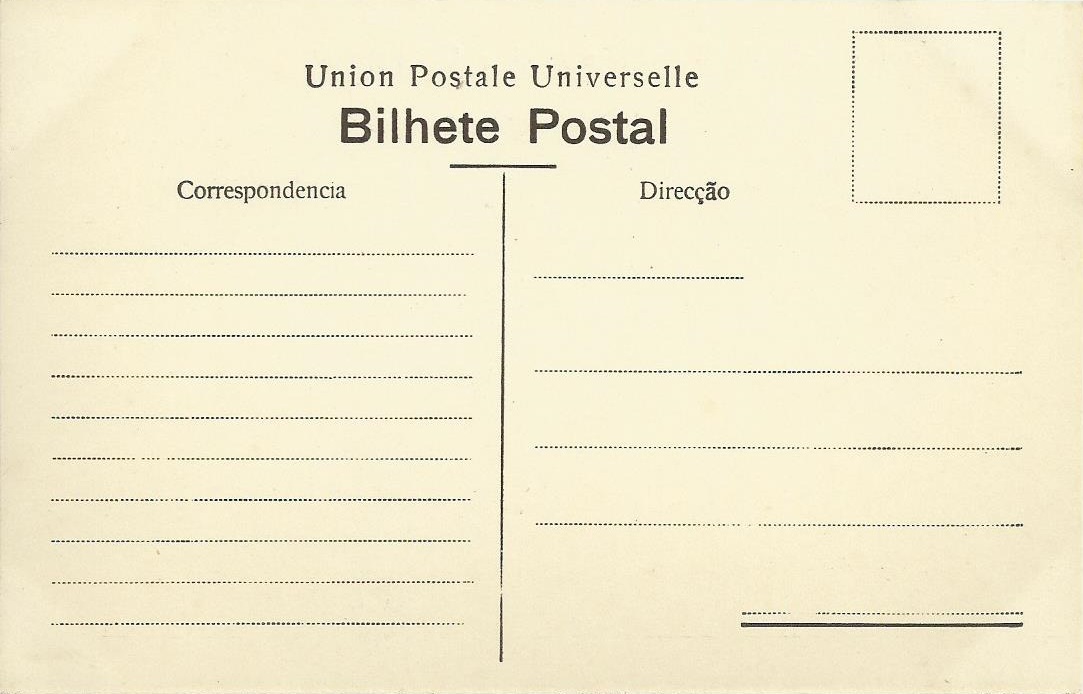 Union Postale Universelle
Bilhete Postal
Correspondencia
Direcção